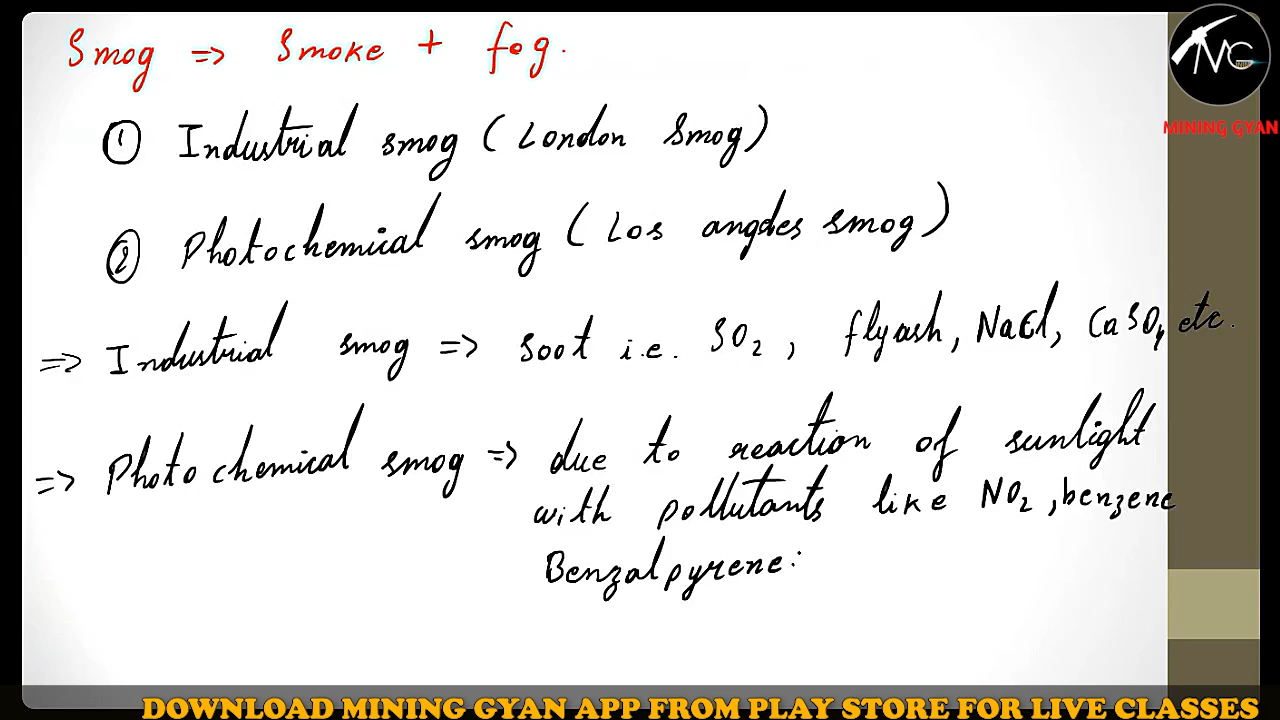 Smog => Smoke + fog.
① Industrial smog (London Smog)
② Photochemical smog (Los angles smog)
=> Industrial smog => Soot i.e. SO2, flyash, NaCl, CaSO4 etc.
=> Photochemical smog => due to reaction of sunlight
with pollutants like NO2, benzene
Benzalpyrene:
MG
MINING GYAN
DOWNLOAD MINING GYAN APP FROM PLAY STORE FOR LIVE CLASSES